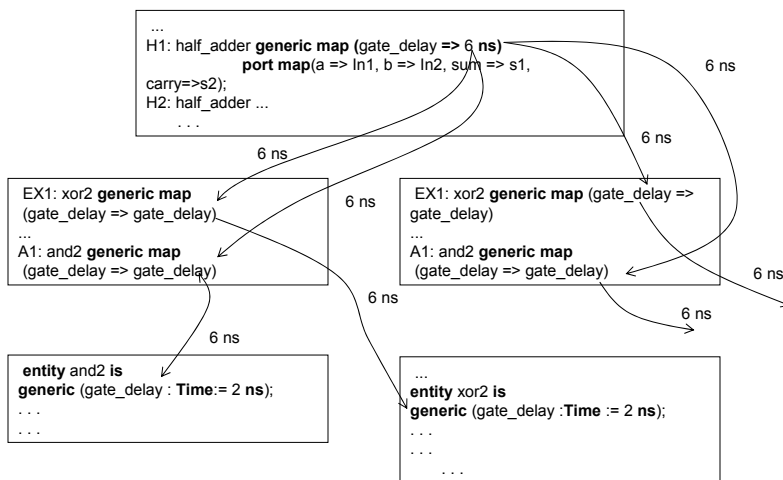 ...
H1: half_adder generic map (gate_delay => 6 ns)
port map(a => In1, b => In2, sum => s1,
carry=>s2);
H2: half_adder ...
. . .
6 ns
6 ns
6 ns
EX1: xor2 generic map
(gate_delay => gate_delay)
...
A1: and2 generic map
(gate_delay => gate_delay)
6 ns
EX1: xor2 generic map (gate_delay =>
gate_delay)
...
A1: and2 generic map
(gate_delay => gate_delay)
6 ns
6 ns
6 ns
6 ns
entity and2 is
generic (gate_delay : Time:= 2 ns);
. . .
. . .
...
entity xor2 is
generic (gate_delay :Time := 2 ns);
. . .
. . .
. . .